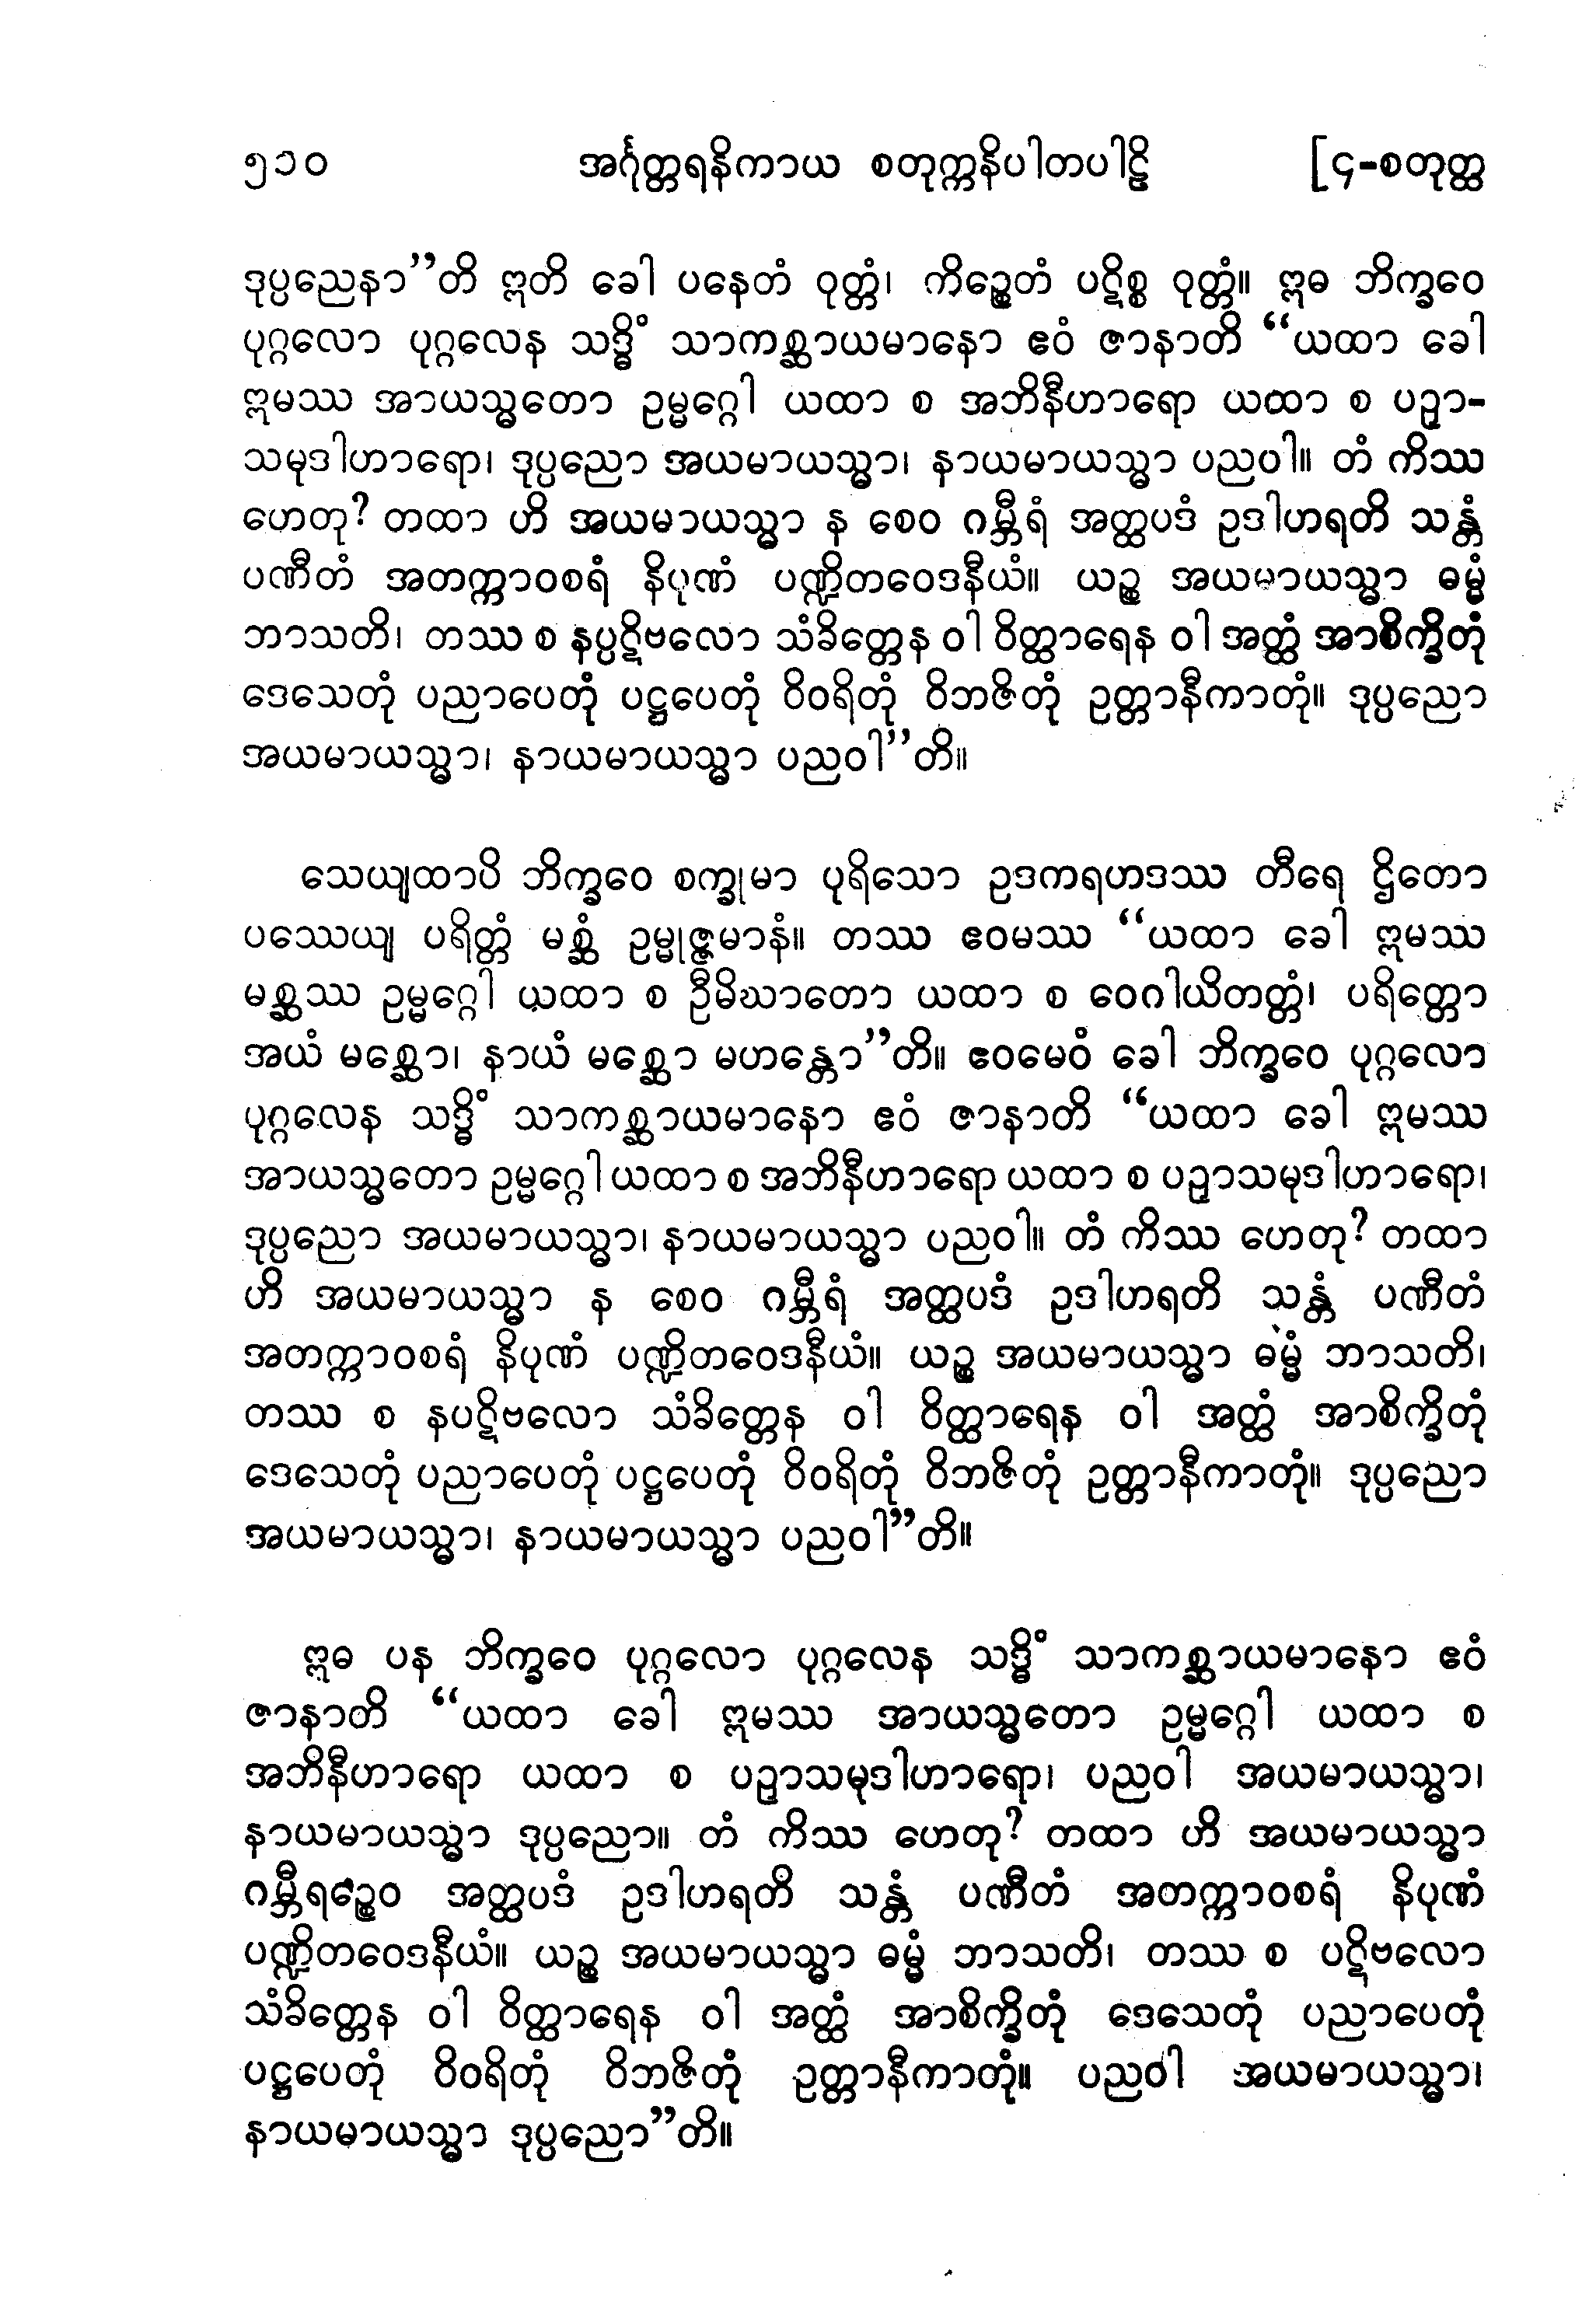 ၅၁၀ အင်္ဂုတ္တရနိကာယ စတုက္ကနိပါတပါဠိ [၄-စတုတ္ထ
ဒုပ္ပညေနာ”တိ ဣတိ ခေါ ပနေတံ ဝုတ္တံ၊ ကိဉ္စေတံ ပဋိစ္စ ဝုတ္တံ။ ဣဓ ဘိက္ခဝေ
ပုဂ္ဂလော ပုဂ္ဂလေန သဒ္ဓိံ သာကစ္ဆာယမာနော ဧဝံ ဇာနာတိ “ယထာ ခေါ
ဣမဿ အာယသ္မတော ဥမ္မဂ္ဂေါ ယထာ စ အဘိနီဟာရော ယထာ စ ပဉှာ-
သမုဒါဟာရော၊ ဒုပ္ပညော အယမာယသ္မာ၊ နာယမာယသ္မာ ပညဝါ။ တံ ကိဿ
ဟေတု? တထာ ဟိ အယမာယသ္မာ န စေဝ ဂမ္ဘီရံ အတ္ထပဒံ ဥဒါဟရတိ သန္တံ
ပဏီတံ အတက္ကာဝစရံ နိပုဏံ ပဏ္ဍိတဝေဒနီယံ။ ယဉ္စ အယမာယသ္မာ ဓမ္မံ
ဘာသတိ၊ တဿ စ နပ္ပဋိဗလော သံခိတ္တေန ဝါ ဝိတ္ထာရေန ဝါ အတ္ထံ အာစိက္ခိတုံ
ဒေသေတုံ ပညာပေတုံ ပဋ္ဌပေတုံ ဝိဝရိတုံ ဝိဘဇိတုံ ဥတ္တာနီကာတုံ။ ဒုပ္ပညော
အယမာယသ္မာ၊ နာယမာယသ္မာ ပညဝါ”တိ။
သေယျထာပိ ဘိက္ခဝေ စက္ခုမာ ပုရိသော ဥဒကရဟဒဿ တီရေ ဌိတော
ပဿေယျ ပရိတ္တံ မစ္ဆံ ဥမ္မုဇ္ဇမာနံ။ တဿ ဧဝမဿ “ယထာ ခေါ ဣမဿ
မစ္ဆဿ ဥမ္မဂ္ဂေါ ယထာ စ ဦမိဃာတော ယထာ စ ဝေဂါယိတတ္တံ၊ ပရိတ္တော
အယံ မစ္ဆော၊ နာယံ မစ္ဆော မဟန္တော”တိ။ ဧဝမေဝံ ခေါ ဘိက္ခဝေ ပုဂ္ဂလော
ပုဂ္ဂလေန သဒ္ဓိံ သာကစ္ဆာယမာနော ဧဝံ ဇာနာတိ “ယထာ ခေါ ဣမဿ
အာယသ္မတော ဥမ္မဂ္ဂေါ ယထာ စ အဘိနီဟာရော ယထာ စ ပဉှာသမုဒါဟာရော၊
ဒုပ္ပညော အယမာယသ္မာ၊ နာယမာယသ္မာ ပညဝါ။ တံ ကိဿ ဟေတု? တထာ
ဟိ အယမာယသ္မာ န စေဝ ဂမ္ဘီရံ အတ္ထပဒံ ဥဒါဟရတိ သန္တံ ပဏီတံ
အတက္ကာဝစရံ နိပုဏံ ပဏ္ဍိတဝေဒနီယံ။ ယဉ္စ အယမာယသ္မာ ဓမ္မံ ဘာသတိ၊
တဿ စ နပဋိဗလော သံခိတ္တေန ဝါ ဝိတ္ထာရေန ဝါ အတ္ထံ အာစိက္ခိတုံ
ဒေသေတုံ ပညာပေတုံ ပဋ္ဌပေတုံ ဝိဝရိတုံ ဝိဘဇိတုံ ဥတ္တာနီကာတုံ။ ဒုပ္ပညော
အယမာယသ္မာ၊ နာယမာယသ္မာ ပညဝါ”တိ။
ဣဓ ပန ဘိက္ခဝေ ပုဂ္ဂလော ပုဂ္ဂလေန သဒ္ဓိံ သာကစ္ဆာယမာနော ဧဝံ
ဇာနာတိ “ယထာ ခေါ ဣမဿ အာယသ္မတော ဥမ္မဂ္ဂေါ ယထာ စ
အဘိနီဟာရော ယထာ စ ပဉှာသမုဒါဟာရော၊ ပညဝါ အယမာယသ္မာ၊
နာယမာယသ္မာ ဒုပ္ပညော။ တံ ကိဿ ဟေတု? တထာ ဟိ အယမာယသ္မာ
ဂမ္ဘီရဉ္စေဝ အတ္ထပဒံ ဥဒါဟရတိ သန္တံ ပဏီတံ အတက္ကာဝစရံ နိပုဏံ
ပဏ္ဍိတဝေဒနီယံ။ ယဉ္စ အယမာယသ္မာ ဓမ္မံ ဘာသတိ၊ တဿ စ ပဋိဗလော
သံခိတ္တေန ဝါ ဝိတ္ထာရေန ဝါ အတ္ထံ အာစိက္ခိတုံ ဒေသေတုံ ပညာပေတုံ
ပဋ္ဌပေတုံ ဝိဝရိတုံ ဝိဘဇိတုံ ဥတ္တာနီကာတုံ။ ပညဝါ အယမာယသ္မာ၊
နာယမာယသ္မာ ဒုပ္ပညော”တိ။